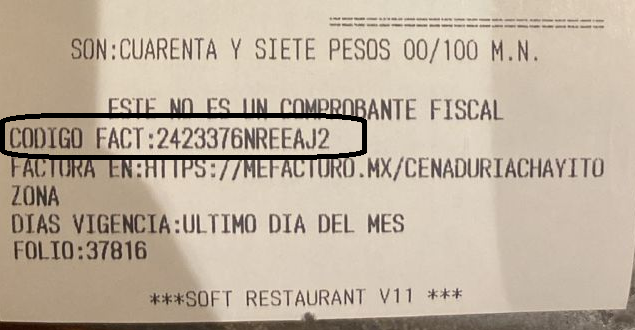 SON:CUARENTA Y SIETE PESOS 00/100 M.N.
ESTE NO ES UN COMPROBANTE FISCAL
CODIGO FACT:2423376NREEAJ2
FACTURA EN:HTTPS://MEFACTURO.MX/CENADURIACHAYITO
ZONA
DIAS VIGENCIA:ULTIMO DIA DEL MES
FOLIO:37816
***SOFT RESTAURANT V11 ***